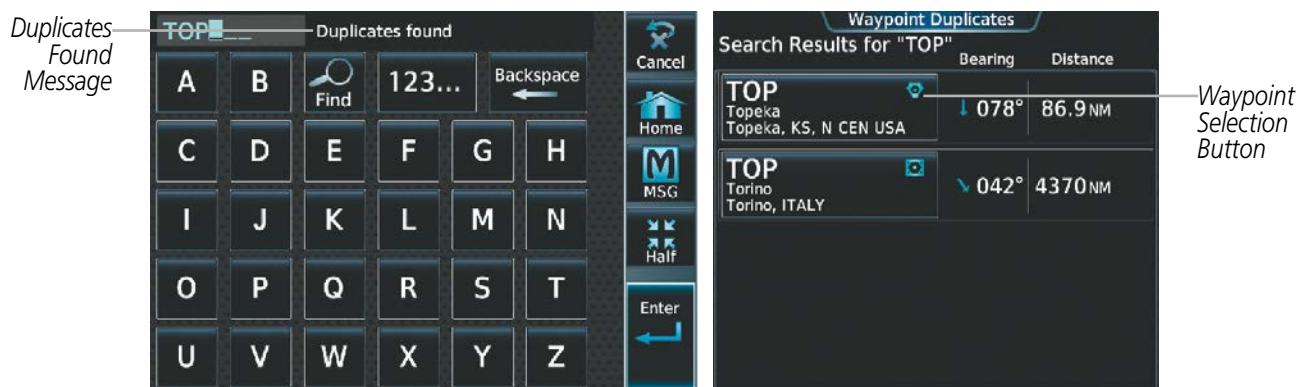 Duplicates
Found
Message
TOP___ Duplicates found
A B Find 123... Backspace
C D E F G H
I J K L M N
O P Q R S T
U V W X Y Z
Cancel
Home
M
MSG
Half
Enter
Waypoint Duplicates
Search Results for "TOP"
Bearing Distance
TOP
Topeka
Topeka, KS, N CEN USA
078° 86.9NM
TOP
Torino
Torino, ITALY
042° 4370NM
Waypoint
Selection
Button